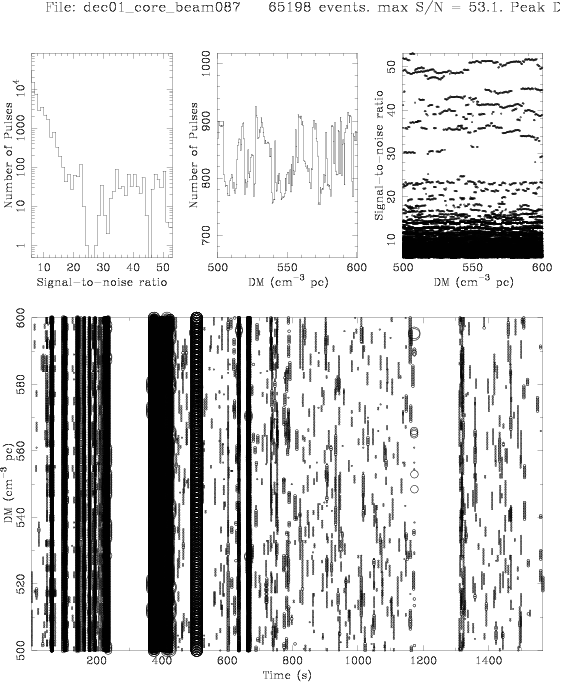 File: dec01_core_beam087 65198 events. max S/N = 53.1. Peak D
Number of Pulses
10⁴
1000
100
10
1
10 20 30 40 50
Signal-to-noise ratio
Number of Pulses
1000
900
800
700
500 550 600
DM (cm⁻³ pc)
Signal-to-noise ratio
50
40
30
20
10
500 550 600
DM (cm⁻³ pc)
DM (cm⁻³ pc)
600
580
560
540
520
500
200 400 600 800 1000 1200 1400
Time (s)